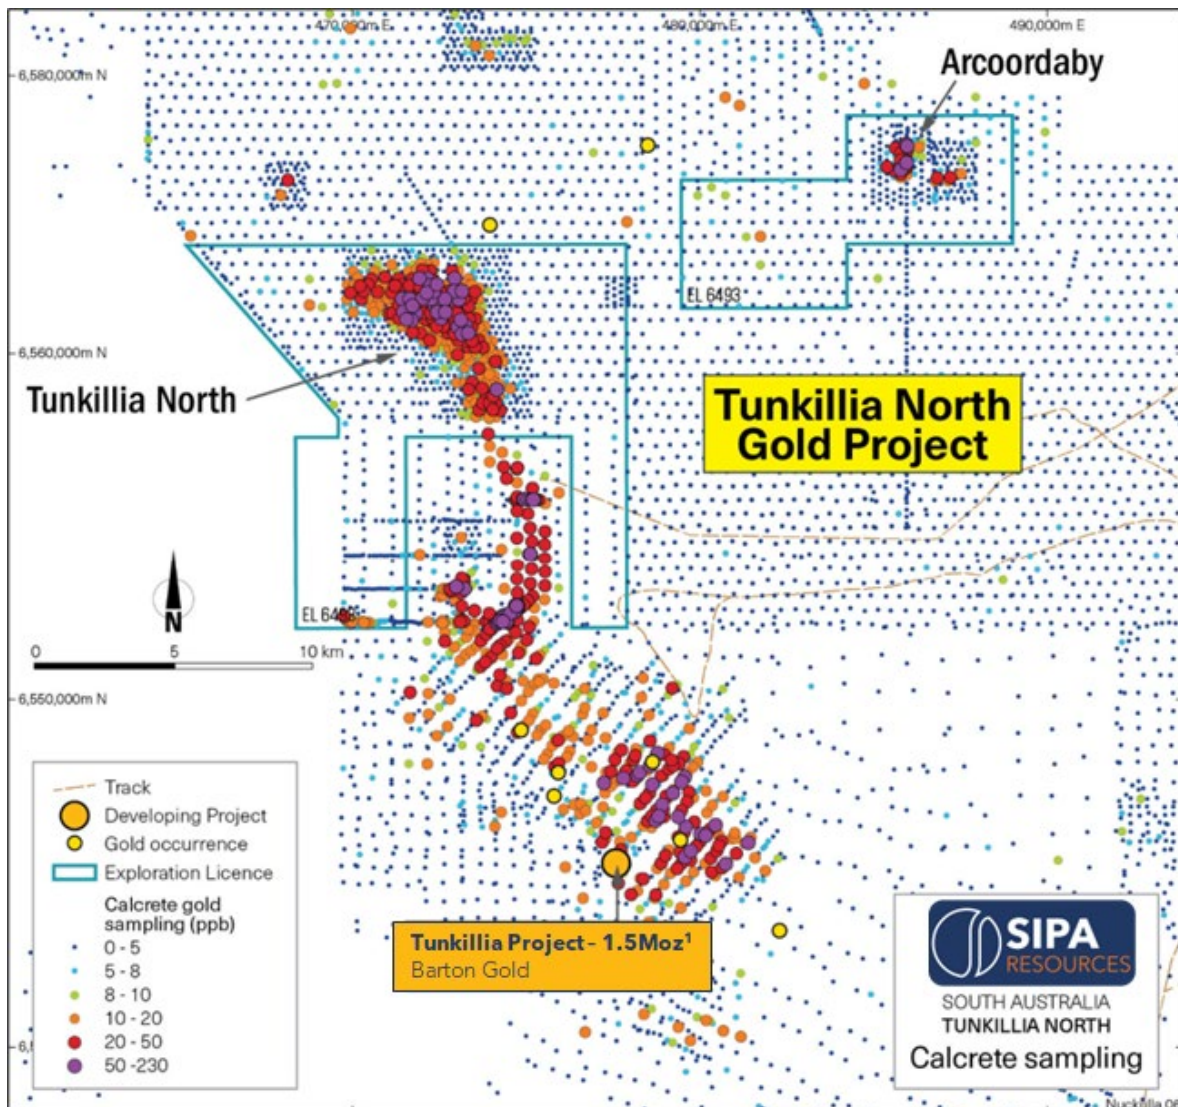 470,000m E
480,000m E
490,000m E
6,580,000m N
Arcoordaby
EL 6493
6,560,000m N
Tunkillia North
Tunkillia North
Gold Project
N
EL 6493
0 5 10 km
6,550,000m N
Track
Developing Project
Gold occurrence
Exploration Licence
Calcrete gold
sampling (ppb)
0 - 5
5 - 8
8 - 10
10 - 20
20 - 50
50 -230
Tunkillia Project – 1.5Moz¹
Barton Gold
SIPA
RESOURCES
SOUTH AUSTRALIA
TUNKILLIA NORTH
Calcrete sampling